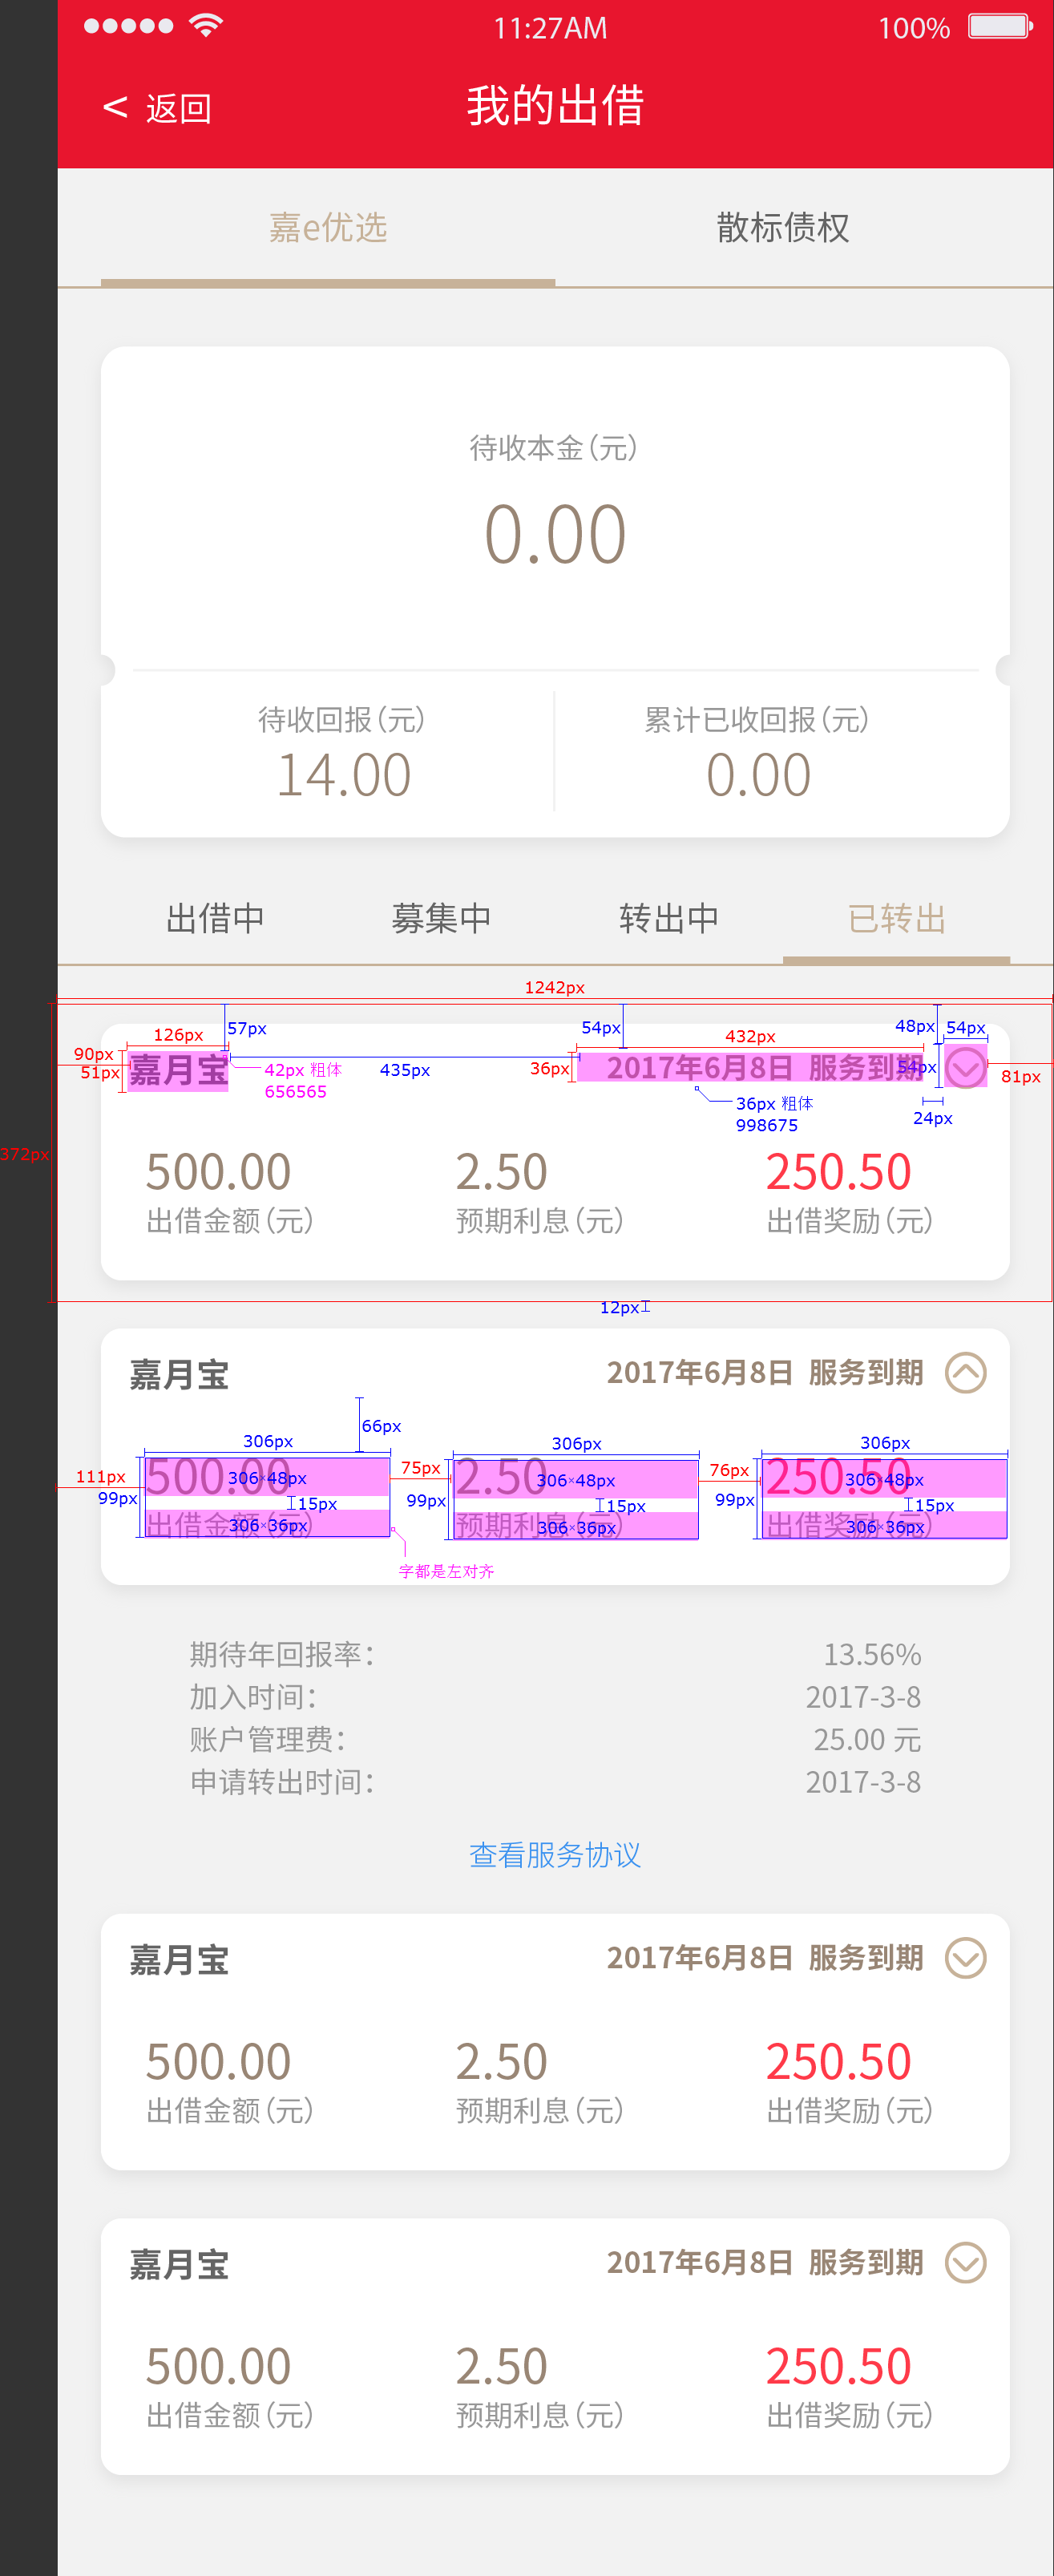 11:27AM 100%
< 返回 我的出借
嘉e优选 散标债权
待收本金(元)
0.00
待收回报(元) 累计已收回报(元)
14.00 0.00
出借中 募集中 转出中 已转出
1242px
126px 57px 54px 432px 48px 54px
90px 51px 嘉月宝 42px 粗体 435px 36px 2017年6月8日 服务到期 54px 81px
656565
36px 粗体 24px
998675
372px
500.00 2.50 250.50
出借金额(元) 预期利息(元) 出借奖励(元)
12px
嘉月宝 2017年6月8日 服务到期
66px
306px 306px 306px
111px 500.00 306×48px 75px 2.50 306×48px 76px 250.50 306×48px
99px 15px 99px 15px 99px 15px
出借金额(元) 306×36px 预期利息(元) 306×36px 出借奖励(元) 306×36px
字都是左对齐
期待年回报率: 13.56%
加入时间: 2017-3-8
账户管理费: 25.00 元
申请转出时间: 2017-3-8
查看服务协议
嘉月宝 2017年6月8日 服务到期
500.00 2.50 250.50
出借金额(元) 预期利息(元) 出借奖励(元)
嘉月宝 2017年6月8日 服务到期
500.00 2.50 250.50
出借金额(元) 预期利息(元) 出借奖励(元)